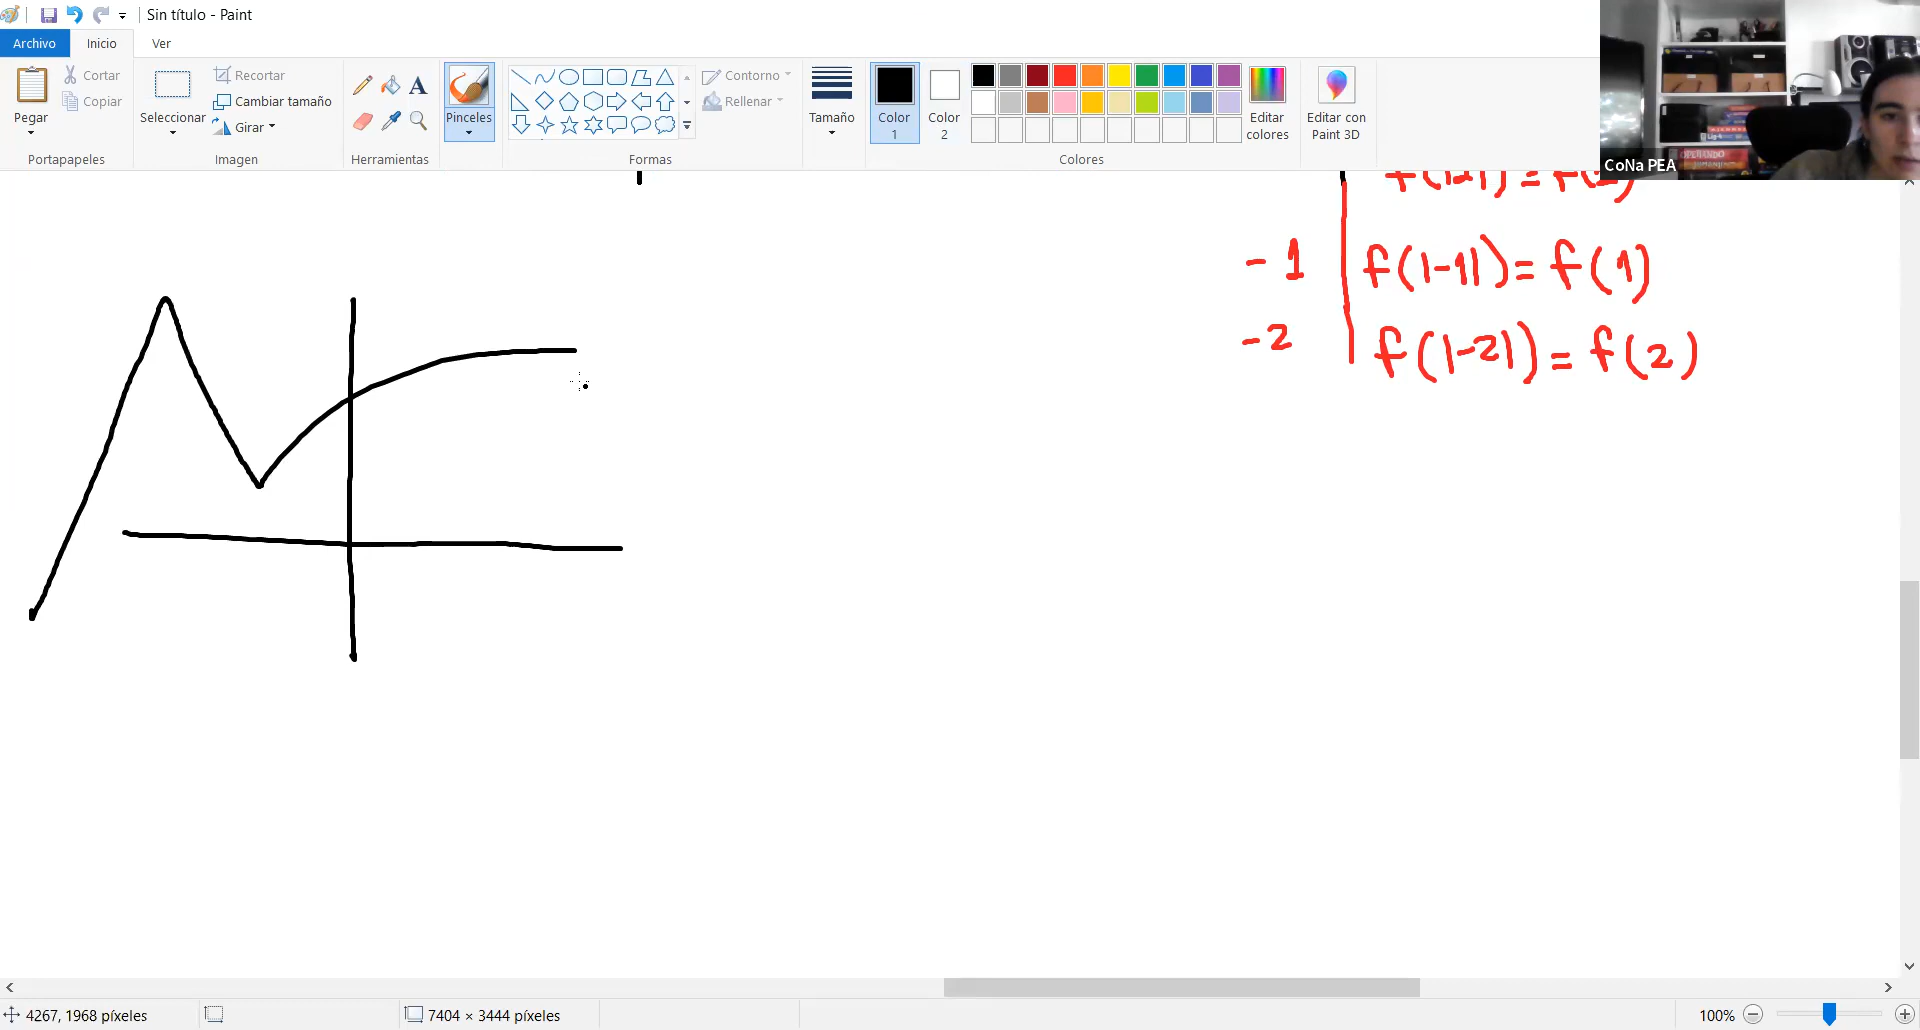 Sin título - Paint
Archivo Inicio Ver
Pegar
Cortar
Copiar
Portapapeles
Seleccionar
Recortar
Cambiar tamaño
Girar
Imagen
A
Herramientas
Pinceles
Formas
Contorno
Rellenar
Tamaño
Color 1
Color 2
Colores
Editar colores
Editar con Paint 3D
CoNa PEA
-1 f(|-1|) = f(1)
-2 f(|-2|) = f(2)
4267, 1968 píxeles
7404 × 3444 píxeles
100%